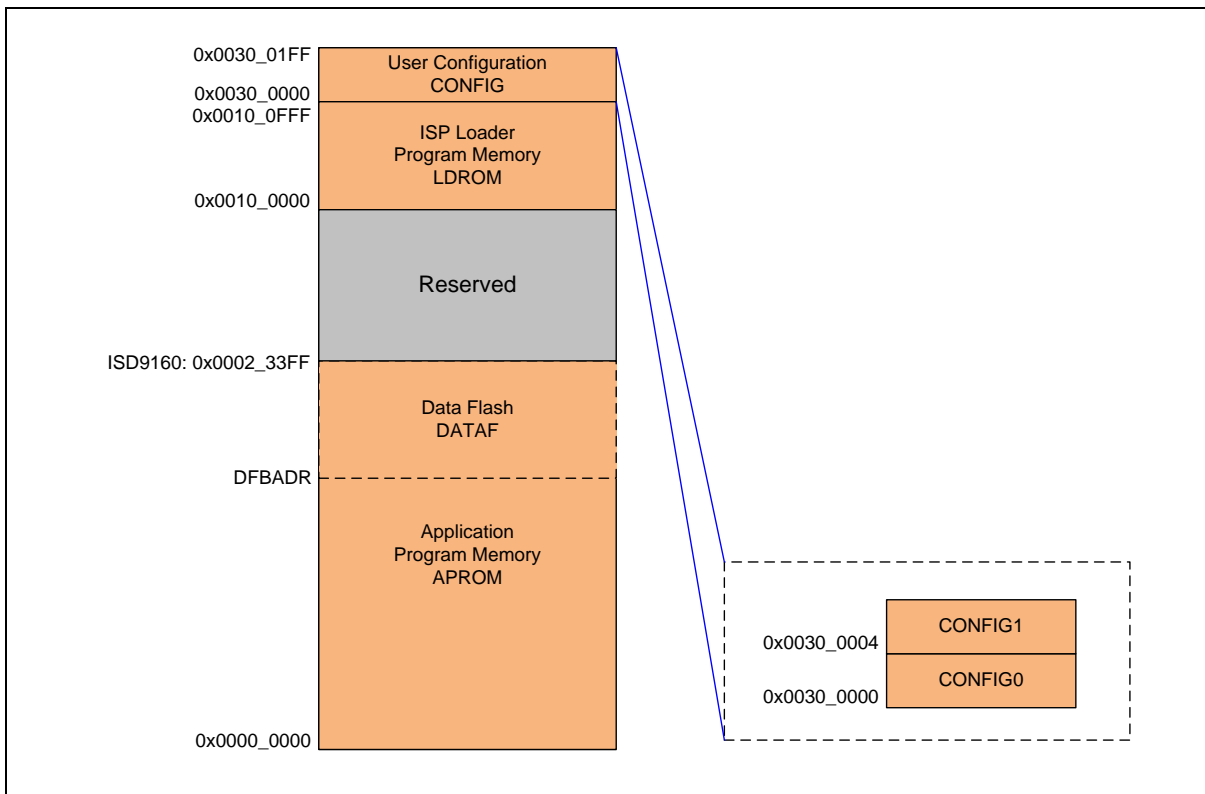 0x0030_01FF
User Configuration
CONFIG
0x0030_0000
0x0010_0FFF
ISP Loader
Program Memory
LDROM
0x0010_0000
Reserved
ISD9160: 0x0002_33FF
Data Flash
DATAF
DFBADR
Application
Program Memory
APROM
0x0000_0000
CONFIG1
0x0030_0004
CONFIG0
0x0030_0000